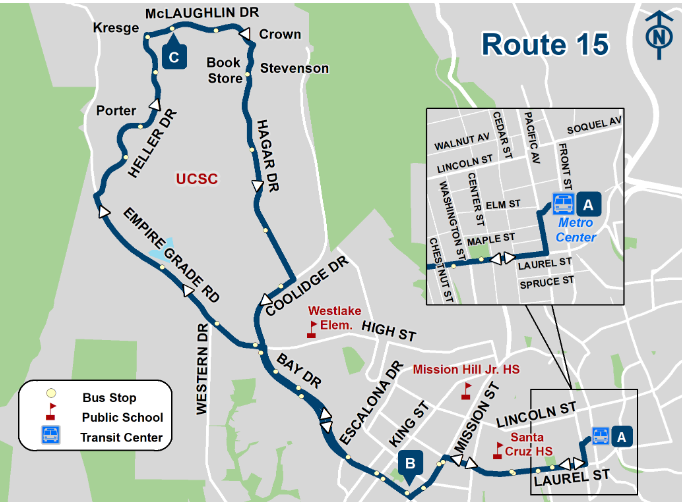 McLAUGHLIN DR
Kresge
Crown
C
Book
Store
Stevenson
Porter
HELLER DR
HAGAR DR
UCSC
EMPIRE GRADE RD
COOLIDGE DR
Westlake
Elem.
HIGH ST
WESTERN DR
BAY DR
ESCALONA DR
KING ST
Mission Hill Jr. HS
MISSION ST
B
Santa
Cruz HS
LINCOLN ST
A
LAUREL ST
Route 15
N
WALNUT AV
CEDAR ST
PACIFIC AV
SOQUEL AV
LINCOLN ST
FRONT ST
WASHINGTON ST
CENTER ST
ELM ST
A
Metro
Center
MAPLE ST
CHESTNUT ST
LAUREL ST
SPRUCE ST
Bus Stop
Public School
Transit Center